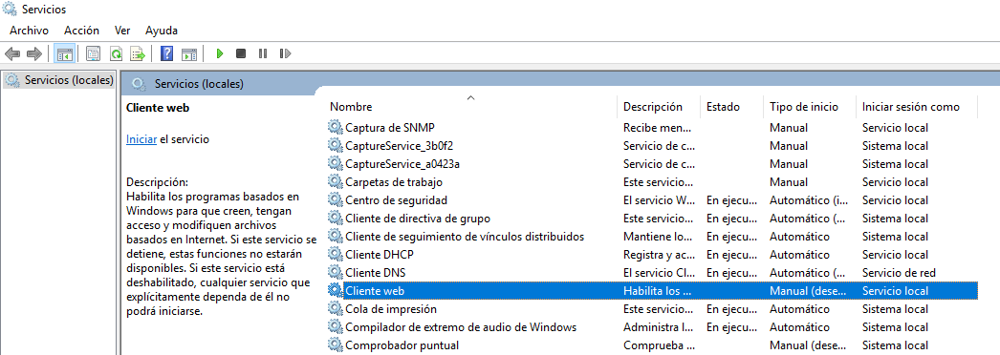 Servicios
Archivo Acción Ver Ayuda
Servicios (locales)
Servicios (locales)
Cliente web
Iniciar el servicio
Descripción:
Habilita los programas basados en
Windows para que creen, tengan
acceso y modifiquen archivos
basados en Internet. Si este servicio se
detiene, estas funciones no estarán
disponibles. Si este servicio está
deshabilitado, cualquier servicio que
explícitamente dependa de él no
podrá iniciarse.
Nombre Descripción Estado Tipo de inicio Iniciar sesión como
Captura de SNMP Recibe men... Manual Servicio local
CaptureService_3b0f2 Servicio de c... Manual Sistema local
CaptureService_a0423a Servicio de c... Manual Sistema local
Carpetas de trabajo Este servicio... Manual Servicio local
Centro de seguridad El servicio W... En ejecu... Automático (i... Servicio local
Cliente de directiva de grupo Este servicio... En ejecu... Automático (... Sistema local
Cliente de seguimiento de vínculos distribuidos Mantiene lo... En ejecu... Automático Sistema local
Cliente DHCP Registra y ac... En ejecu... Automático Servicio local
Cliente DNS El servicio Cl... En ejecu... Automático (... Servicio de red
Cliente web Habilita los ... Manual (dese... Servicio local
Cola de impresión Este servicio... En ejecu... Automático Sistema local
Compilador de extremo de audio de Windows Administra l... En ejecu... Automático Sistema local
Comprobador puntual Comprueba ... Manual (dese... Sistema local